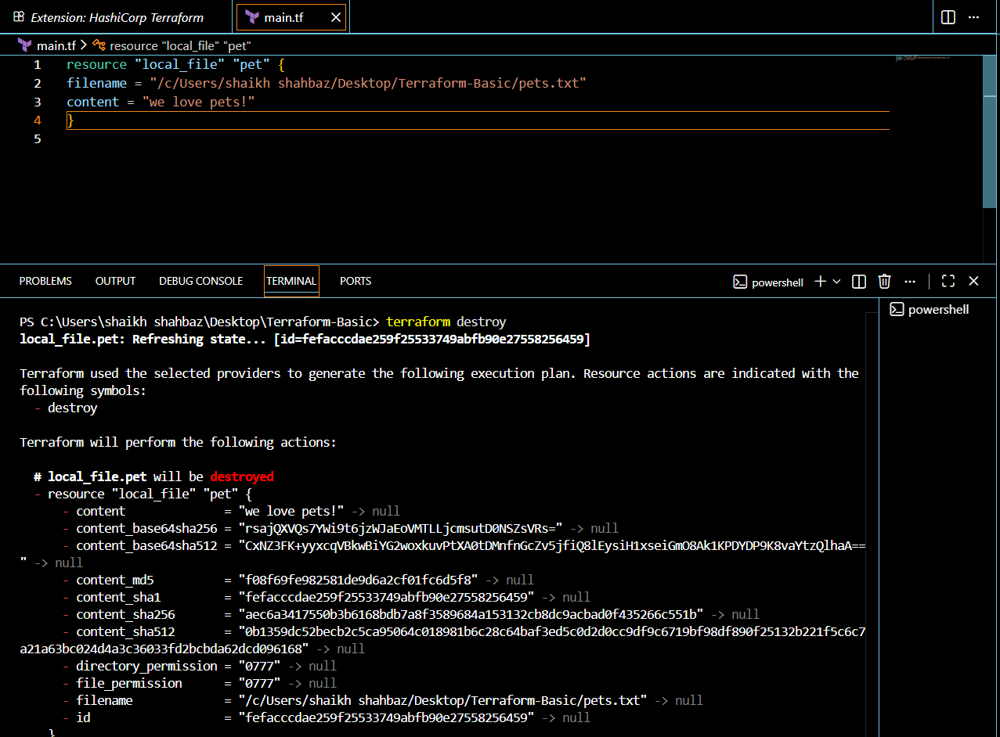 Extension: HashiCorp Terraform
main.tf
main.tf > resource "local_file" "pet"
1 resource "local_file" "pet" {
2 filename = "/c/Users/shaikh shahbaz/Desktop/Terraform-Basic/pets.txt"
3 content = "we love pets!"
4 }
5
PROBLEMS OUTPUT DEBUG CONSOLE TERMINAL PORTS powershell
powershell
PS C:\Users\shaikh shahbaz\Desktop\Terraform-Basic> terraform destroy
local_file.pet: Refreshing state... [id=fefacccdae259f25533749abfb90e27558256459]
Terraform used the selected providers to generate the following execution plan. Resource actions are indicated with the
following symbols:
- destroy
Terraform will perform the following actions:
# local_file.pet will be destroyed
- resource "local_file" "pet" {
- content = "we love pets!" -> null
- content_base64sha256 = "rsajQXVQs7YWi9t6jzWJaEoVMTLLjcmsutD0NSZsVRs=" -> null
- content_base64sha512 = "CxNZ3FK+yyxcqVBkwBiYG2woxkuvPtXA0tDMnfnGcZv5jfiQ8lEysiH1xseiGmO8Ak1KPDYDP9K8vaYtzQlhaA==
" -> null
- content_md5 = "f08f69fe982581de9d6a2cf01fc6d5f8" -> null
- content_sha1 = "fefacccdae259f25533749abfb90e27558256459" -> null
- content_sha256 = "aec6a3417550b3b6168bdb7a8f3589684a153132cb8dc9acbad0f435266c551b" -> null
- content_sha512 = "0b1359dc52becb2c5ca95064c018981b6c28c64baf3ed5c0d2d0cc9df9c6719bf98df890f25132b221f5c6c7
a21a63bc024d4a3c36033fd2bcbda62dcd096168" -> null
- directory_permission = "0777" -> null
- file_permission = "0777" -> null
- filename = "/c/Users/shaikh shahbaz/Desktop/Terraform-Basic/pets.txt" -> null
- id = "fefacccdae259f25533749abfb90e27558256459" -> null
}